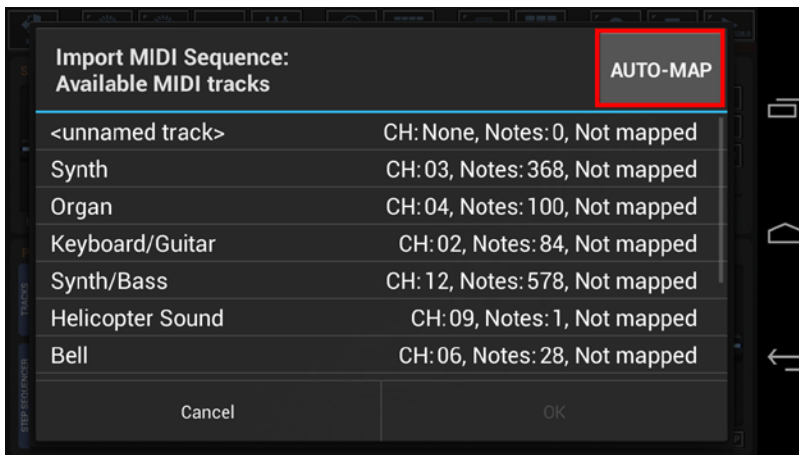 Import MIDI Sequence:
Available MIDI tracks
AUTO-MAP
<unnamed track> CH: None, Notes: 0, Not mapped
Synth CH: 03, Notes: 368, Not mapped
Organ CH: 04, Notes: 100, Not mapped
Keyboard/Guitar CH: 02, Notes: 84, Not mapped
Synth/Bass CH: 12, Notes: 578, Not mapped
Helicopter Sound CH: 09, Notes: 1, Not mapped
Bell CH: 06, Notes: 28, Not mapped
Cancel OK
TRACKS
STEP SEQUENCER